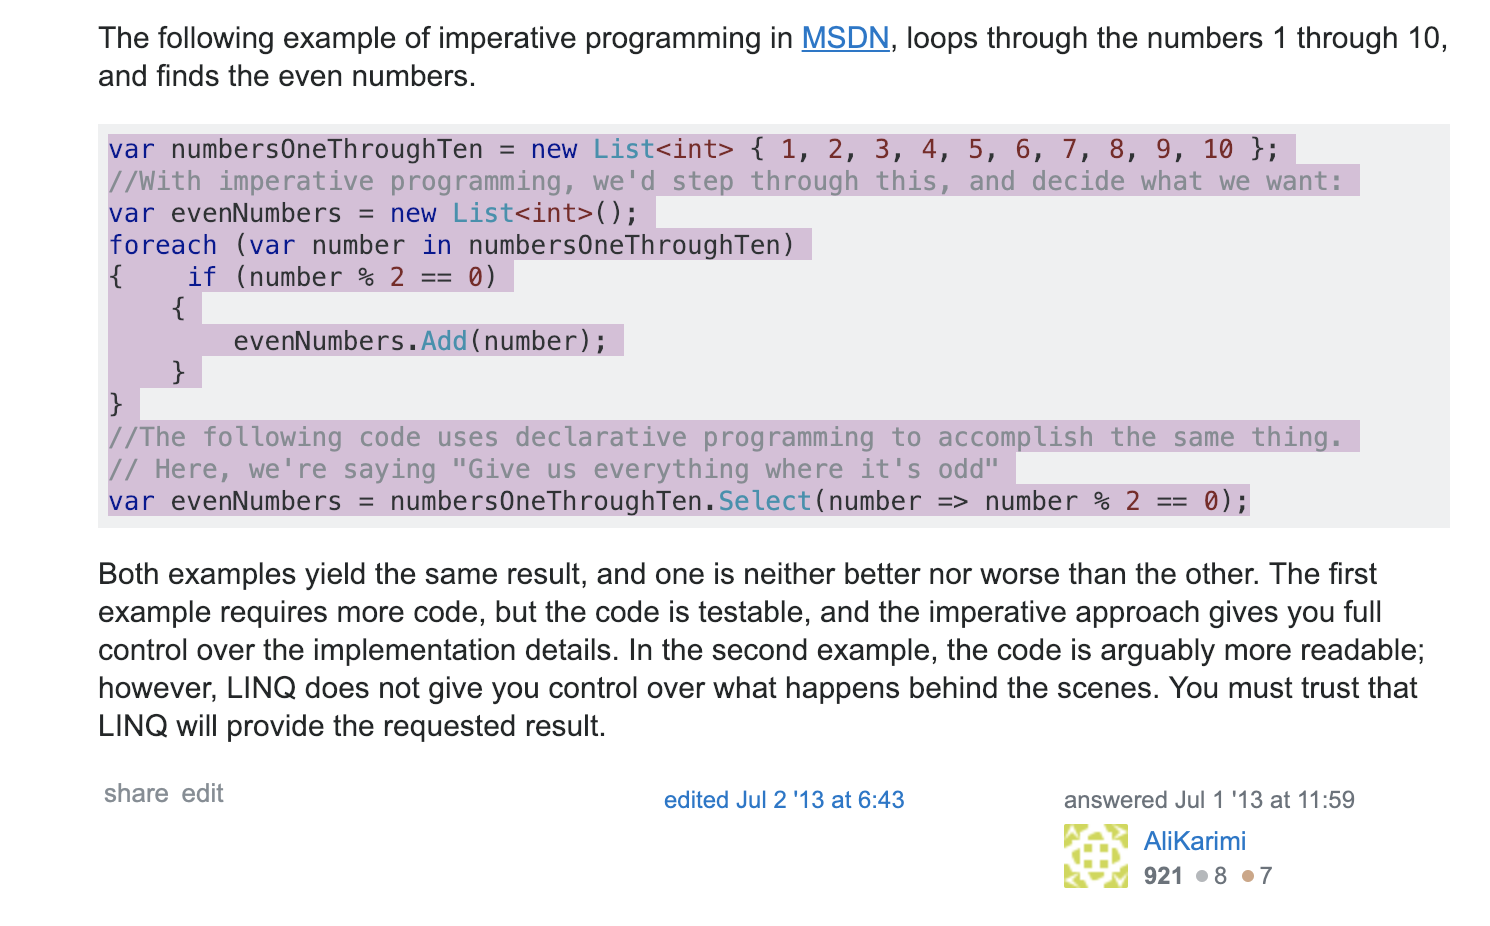 The following example of imperative programming in MSDN, loops through the numbers 1 through 10,
and finds the even numbers.
var numbersOneThroughTen = new List<int> { 1, 2, 3, 4, 5, 6, 7, 8, 9, 10 };
//With imperative programming, we'd step through this, and decide what we want:
var evenNumbers = new List<int>();
foreach (var number in numbersOneThroughTen)
{    if (number % 2 == 0)
    {
        evenNumbers.Add(number);
    }
}
//The following code uses declarative programming to accomplish the same thing.
// Here, we're saying "Give us everything where it's odd"
var evenNumbers = numbersOneThroughTen.Select(number => number % 2 == 0);
Both examples yield the same result, and one is neither better nor worse than the other. The first
example requires more code, but the code is testable, and the imperative approach gives you full
control over the implementation details. In the second example, the code is arguably more readable;
however, LINQ does not give you control over what happens behind the scenes. You must trust that
LINQ will provide the requested result.
share edit
edited Jul 2 '13 at 6:43
answered Jul 1 '13 at 11:59
AliKarimi
921 ●8 ●7